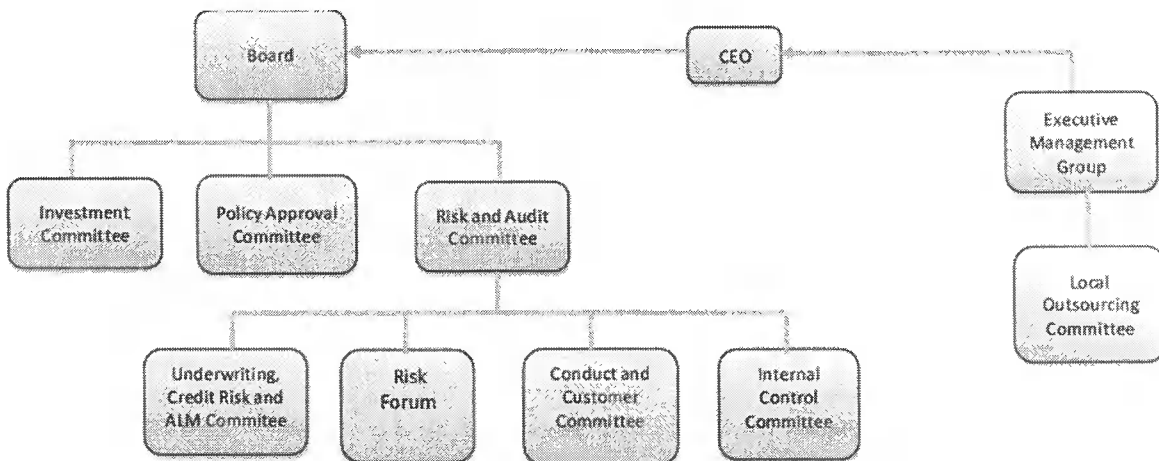 Board
CEO
Executive
Management
Group
Investment
Committee
Policy Approval
Committee
Risk and Audit
Committee
Local
Outsourcing
Committee
Underwriting,
Credit Risk and
ALM Commitee
Risk
Forum
Conduct and
Customer
Committee
Internal
Control
Committee